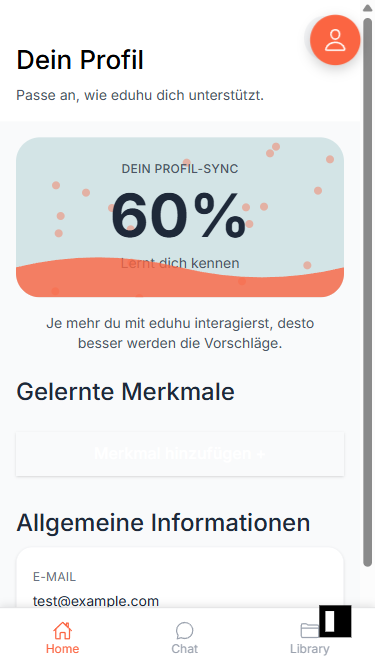 Dein Profil
Passe an, wie eduhu dich unterstützt.
DEIN PROFIL-SYNC
60%
Lernt dich kennen
Je mehr du mit eduhu interagierst, desto
besser werden die Vorschläge.
Gelernte Merkmale
Merkmal hinzufügen +
Allgemeine Informationen
E-MAIL
test@example.com
Home
Chat
Library